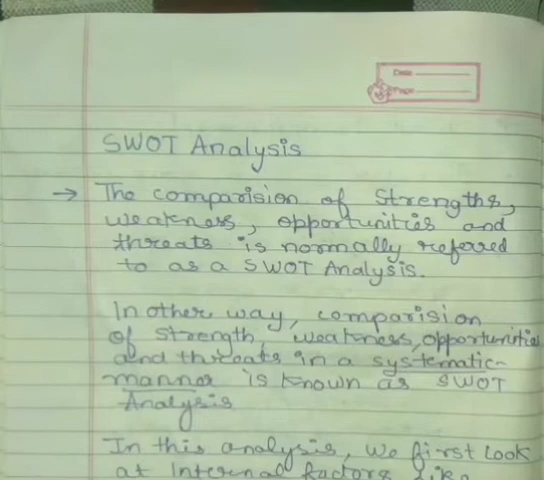 Date
Page
SWOT Analysis
→ The comparision of Strengths,
weakness, opportunities and
threats is normally referred
to as a SWOT Analysis.
In other way, comparision
of strength, weakness, opportunities
and threats in a systematic
manner is known as SWOT
Analysis
In this analysis, we first look
at Internal factors like